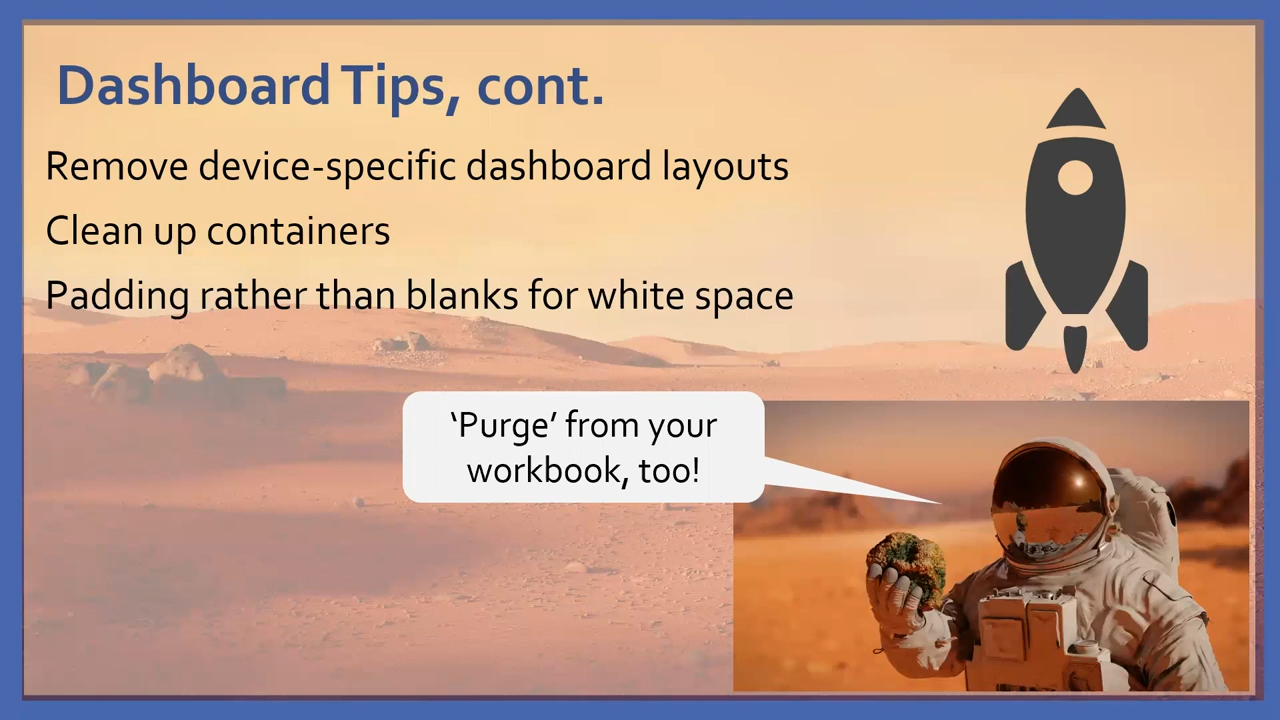 Dashboard Tips, cont.
Remove device-specific dashboard layouts
Clean up containers
Padding rather than blanks for white space
‘Purge’ from your
workbook, too!